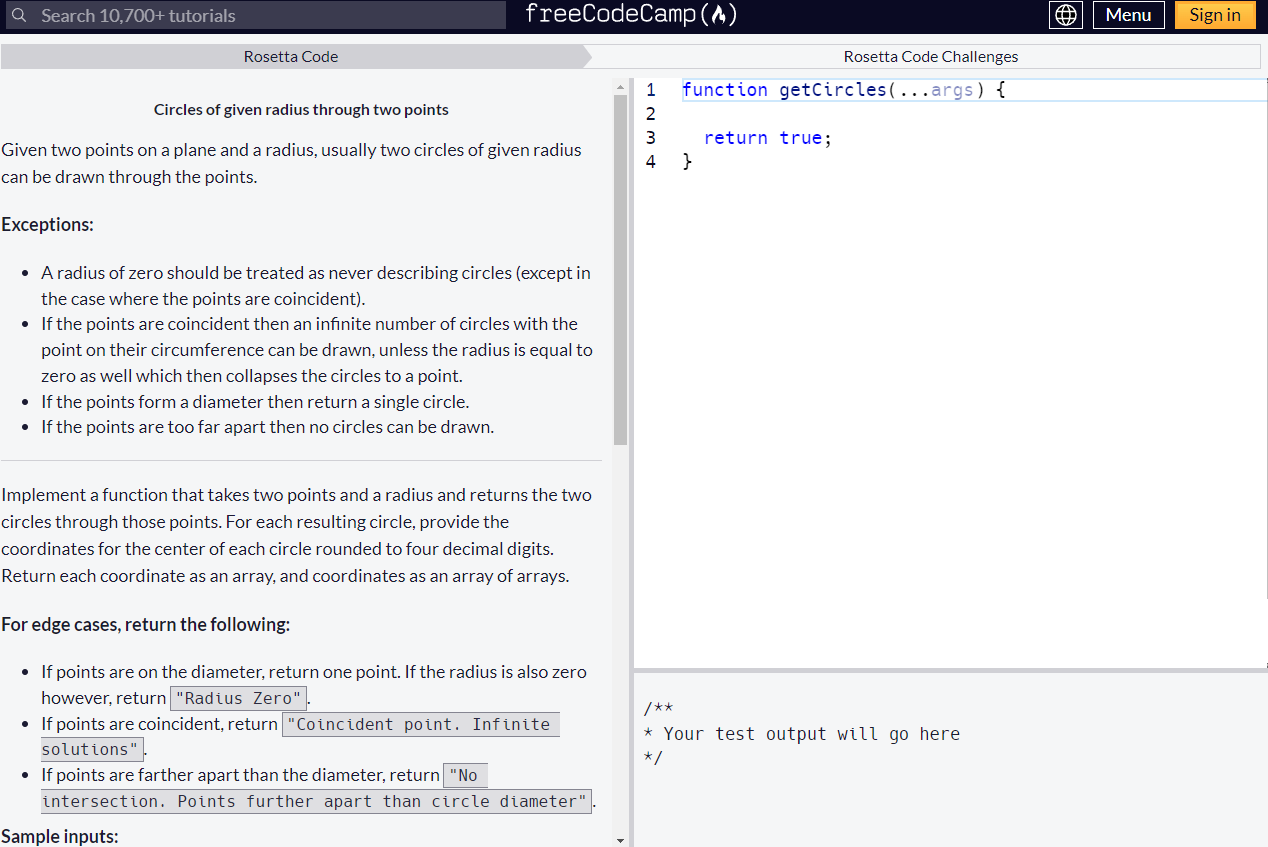 Search 10,700+ tutorials
freeCodeCamp(🔥)
Menu
Sign in
Rosetta Code
Rosetta Code Challenges
Circles of given radius through two points
Given two points on a plane and a radius, usually two circles of given radius
can be drawn through the points.
Exceptions:
• A radius of zero should be treated as never describing circles (except in
the case where the points are coincident).
• If the points are coincident then an infinite number of circles with the
point on their circumference can be drawn, unless the radius is equal to
zero as well which then collapses the circles to a point.
• If the points form a diameter then return a single circle.
• If the points are too far apart then no circles can be drawn.
Implement a function that takes two points and a radius and returns the two
circles through those points. For each resulting circle, provide the
coordinates for the center of each circle rounded to four decimal digits.
Return each coordinate as an array, and coordinates as an array of arrays.
For edge cases, return the following:
• If points are on the diameter, return one point. If the radius is also zero
however, return "Radius Zero".
• If points are coincident, return "Coincident point. Infinite
solutions".
• If points are farther apart than the diameter, return "No
intersection. Points further apart than circle diameter".
Sample inputs:
1 function getCircles(...args) {
2
3 return true;
4 }
/**
* Your test output will go here
*/